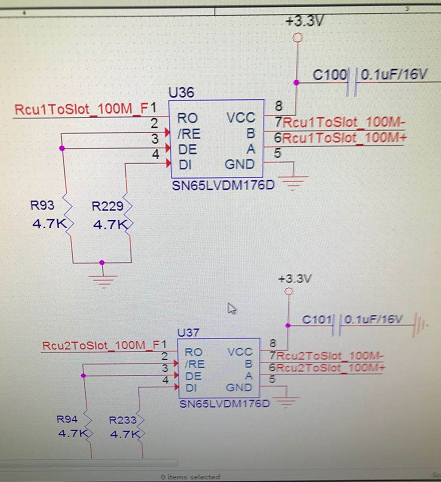 4
3
+3.3V
C100 0.1uF/16V
U36
Rcu1ToSlot_100M_F 1 RO VCC 8
2 /RE B 7 Rcu1ToSlot_100M-
3 DE A 6 Rcu1ToSlot_100M+
4 DI GND 5
SN65LVDM176D
R93 R229
4.7K 4.7K
+3.3V
C101 0.1uF/16V
U37
Rcu2ToSlot_100M_F 1 RO VCC 8
2 /RE B 7 Rcu2ToSlot_100M-
3 DE A 6 Rcu2ToSlot_100M+
4 DI GND 5
SN65LVDM176D
R94 R233
4.7K 4.7K
0 items selected